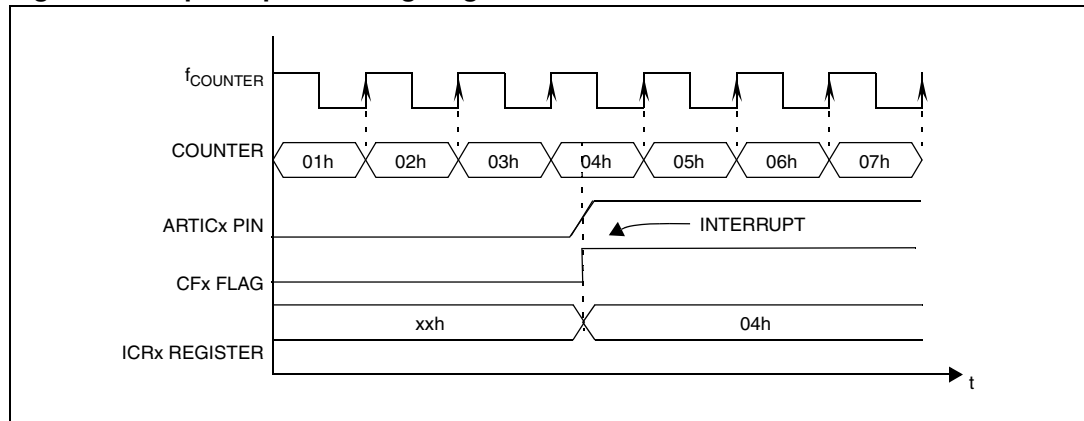 fCOUNTER
COUNTER
01h 02h 03h 04h 05h 06h 07h
ARTICx PIN
INTERRUPT
CFx FLAG
xxh 04h
ICRx REGISTER
t